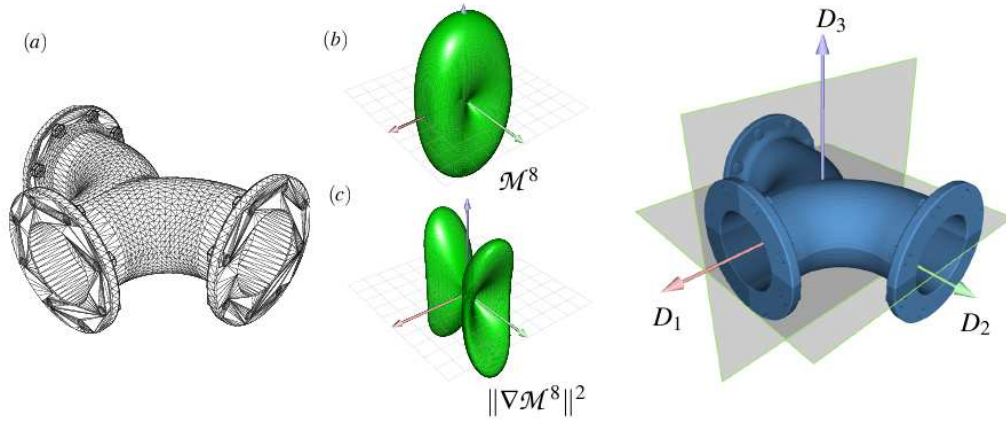 (a)
(b)
ℳ⁸
(c)
‖∇ℳ⁸‖²
D₃
D₁
D₂